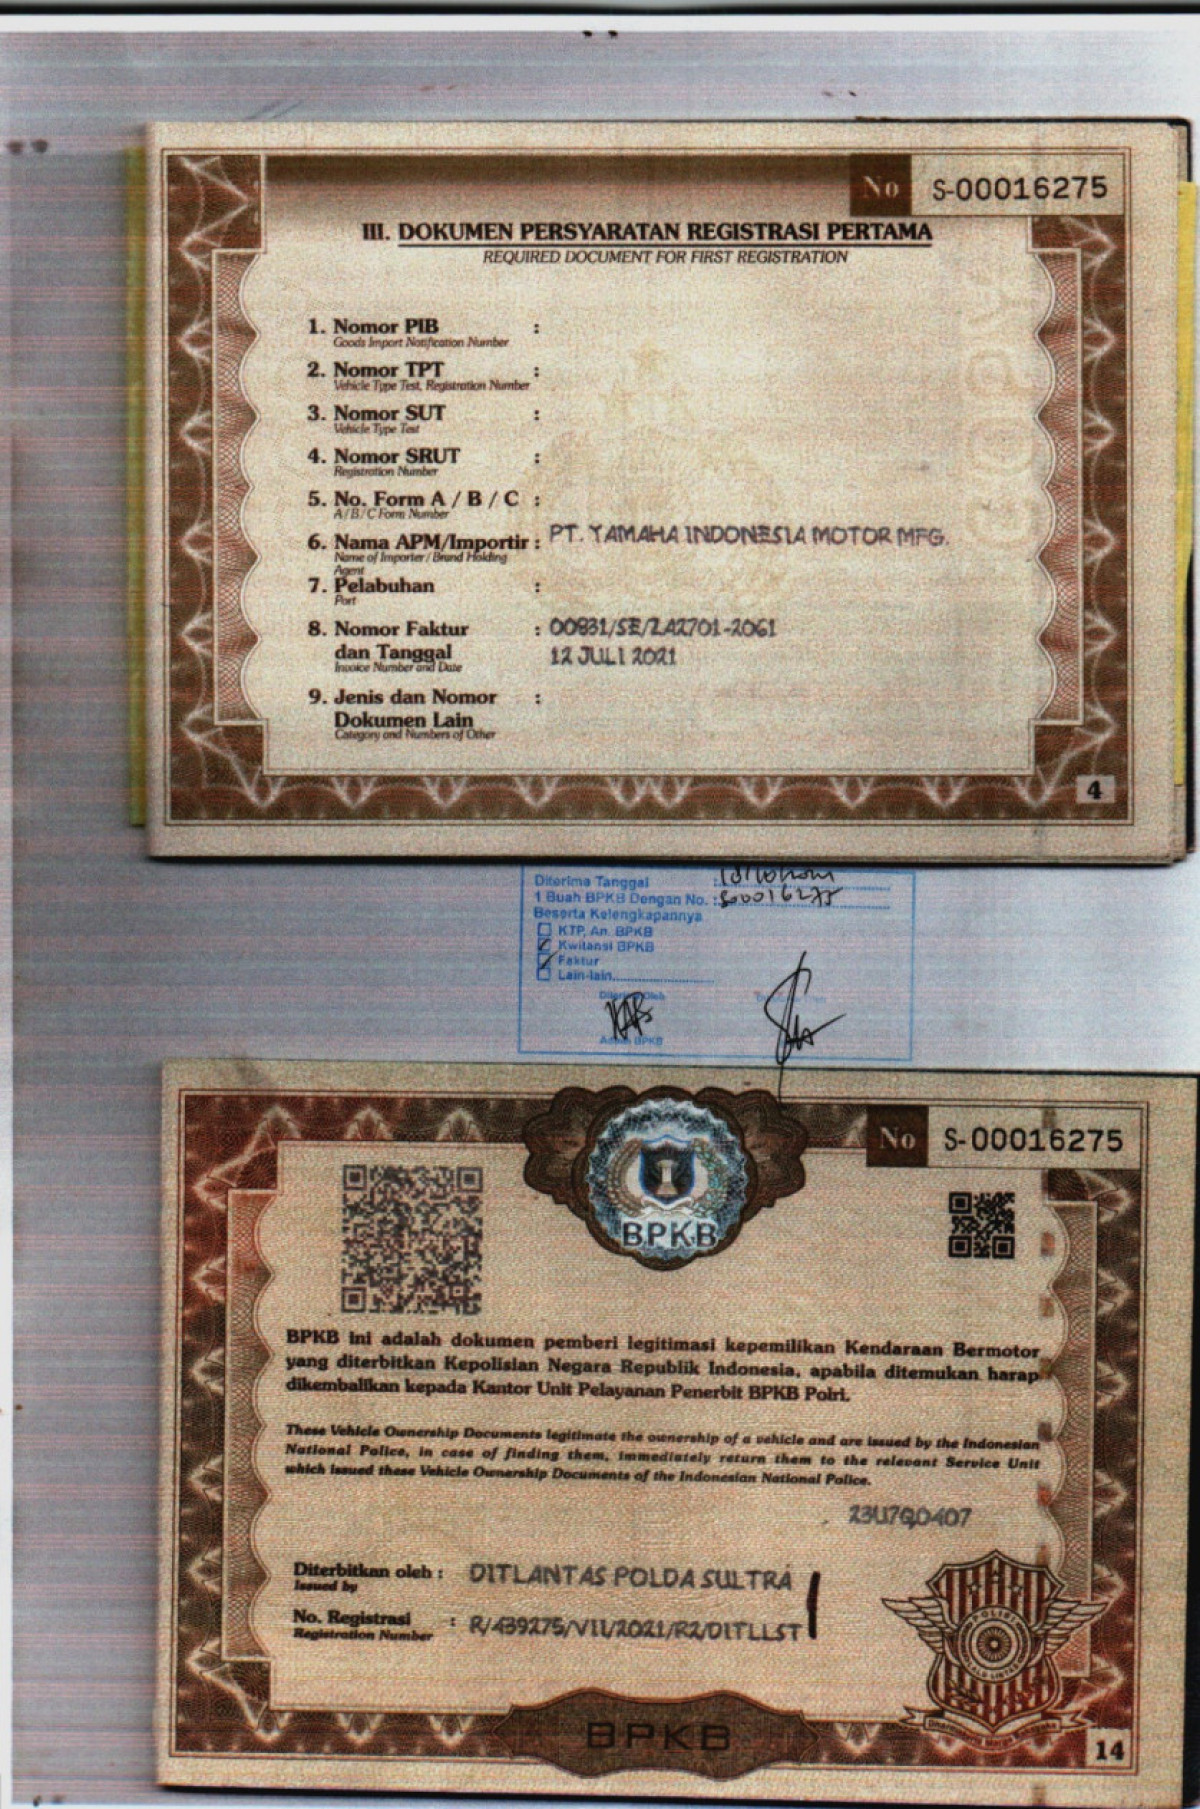 No S-00016275
III. DOKUMEN PERSYARATAN REGISTRASI PERTAMA
REQUIRED DOCUMENT FOR FIRST REGISTRATION
1. Nomor PIB :
Goods Import Notification Number
2. Nomor TPT :
Vehicle Type Test, Registration Number
3. Nomor SUT :
Vehicle Type Test
4. Nomor SRUT :
Registration Number
5. No. Form A / B / C :
A / B / C Form Number
6. Nama APM/Importir : PT. YAMAHA INDONESIA MOTOR MFG.
Name of Importer / Brand Holding
Agent
7. Pelabuhan :
Port
8. Nomor Faktur : 00831/SE/ZA2701-2061
dan Tanggal 12 JULI 2021
Invoice Number and Date
9. Jenis dan Nomor :
Dokumen Lain
Category and Numbers of Other
4
Diterima Tanggal :
1 Buah BPKB Dengan No. : S00016275
Beserta Kelengkapannya
KTP, An. BPKB
Kwitansi BPKB
Faktur
Lain-lain
Admin BPKB
No S-00016275
BPKB
BPKB ini adalah dokumen pemberi legitimasi kepemilikan Kendaraan Bermotor
yang diterbitkan Kepolisian Negara Republik Indonesia, apabila ditemukan harap
dikembalikan kepada Kantor Unit Pelayanan Penerbit BPKB Polri.
These Vehicle Ownership Documents legitimate the ownership of a vehicle and are issued by the Indonesian
National Police, in case of finding them, immediately return them to the relevant Service Unit
which issued these Vehicle Ownership Documents of the Indonesian National Police.
23U7Q0407
Diterbitkan oleh : DITLANTAS POLDA SULTRA
Issued by
No. Registrasi : R/439275/VII/2021/R2/DITLLST
Registration Number
POLISI
LALU LINTAS
BPKB
14